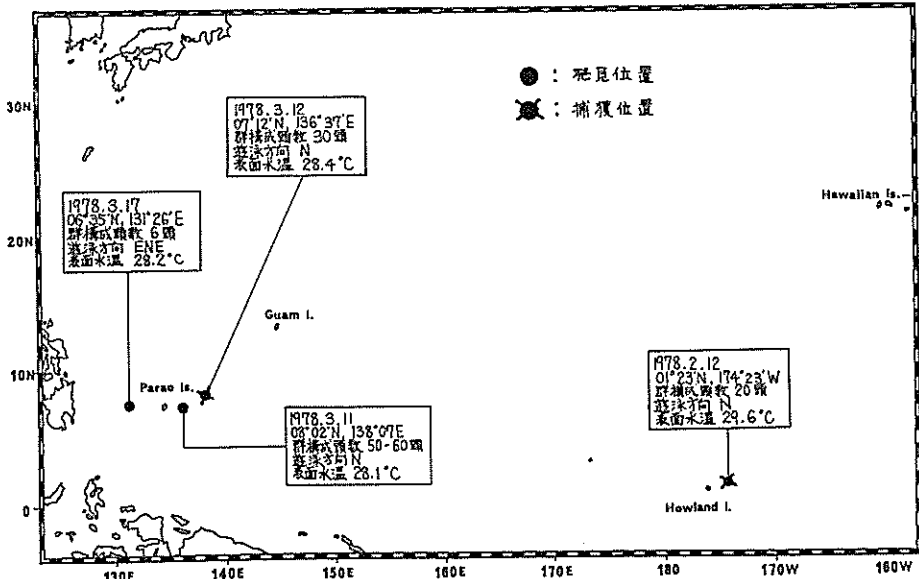 ● : 発見位置
: 捕獲位置
1978.3.12
07°12'N, 136°37'E
群構成頭数 30頭
遊泳方向 N
表面水温 28.4°C
1978.3.17
06°35'N, 131°26'E
群構成頭数 6頭
遊泳方向 ENE
表面水温 28.2°C
1978.3.11
08°02'N, 138°07'E
群構成頭数 50-60頭
遊泳方向 N
表面水温 28.1°C
1978.2.12
01°23'N, 174°23'W
群構成頭数 20頭
遊泳方向 N
表面水温 29.6°C
Hawaiian Is.
Guam I.
Parao Is.
Howland I.
30N
20N
10N
0
130E
140E
150E
160E
170E
180
170W
160W